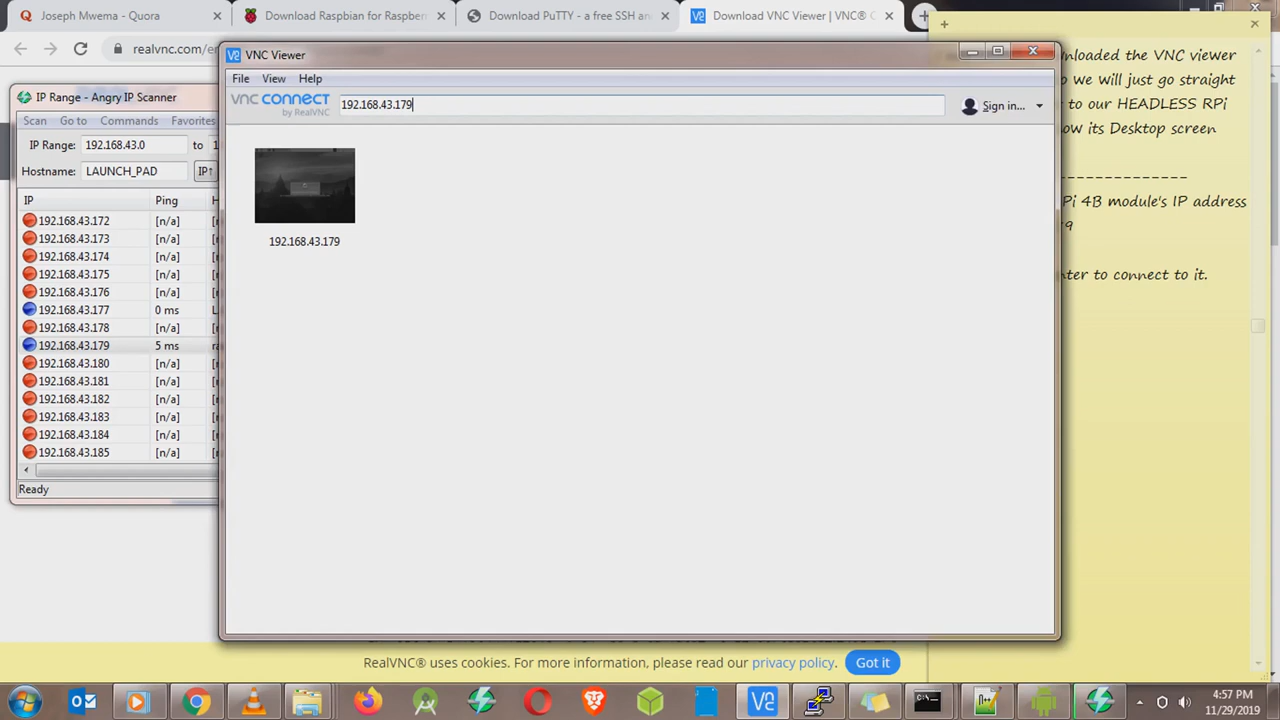 Joseph Mwema - Quora
Download Raspbian for Raspberr
Download PuTTY - a free SSH and
Download VNC Viewer | VNC® C
realvnc.com/e
VNC Viewer
File View Help
vnc connect
by RealVNC
192.168.43.179
Sign in...
192.168.43.179
IP Range - Angry IP Scanner
Scan Go to Commands Favorites
IP Range: 192.168.43.0 to 1
Hostname: LAUNCH_PAD IP↑
IP Ping H
192.168.43.172 [n/a]
192.168.43.173 [n/a]
192.168.43.174 [n/a]
192.168.43.175 [n/a]
192.168.43.176 [n/a]
192.168.43.177 0 ms
192.168.43.178 [n/a]
192.168.43.179 5 ms
192.168.43.180 [n/a]
192.168.43.181 [n/a]
192.168.43.182 [n/a]
192.168.43.183 [n/a]
192.168.43.184 [n/a]
192.168.43.185 [n/a]
Ready
nloaded the VNC viewer
o we will just go straight
t to our HEADLESS RPi
ow its Desktop screen
--------------
Pi 4B module's IP address
9
nter to connect to it.
RealVNC® uses cookies. For more information, please read our privacy policy. Got it
4:57 PM
11/29/2019